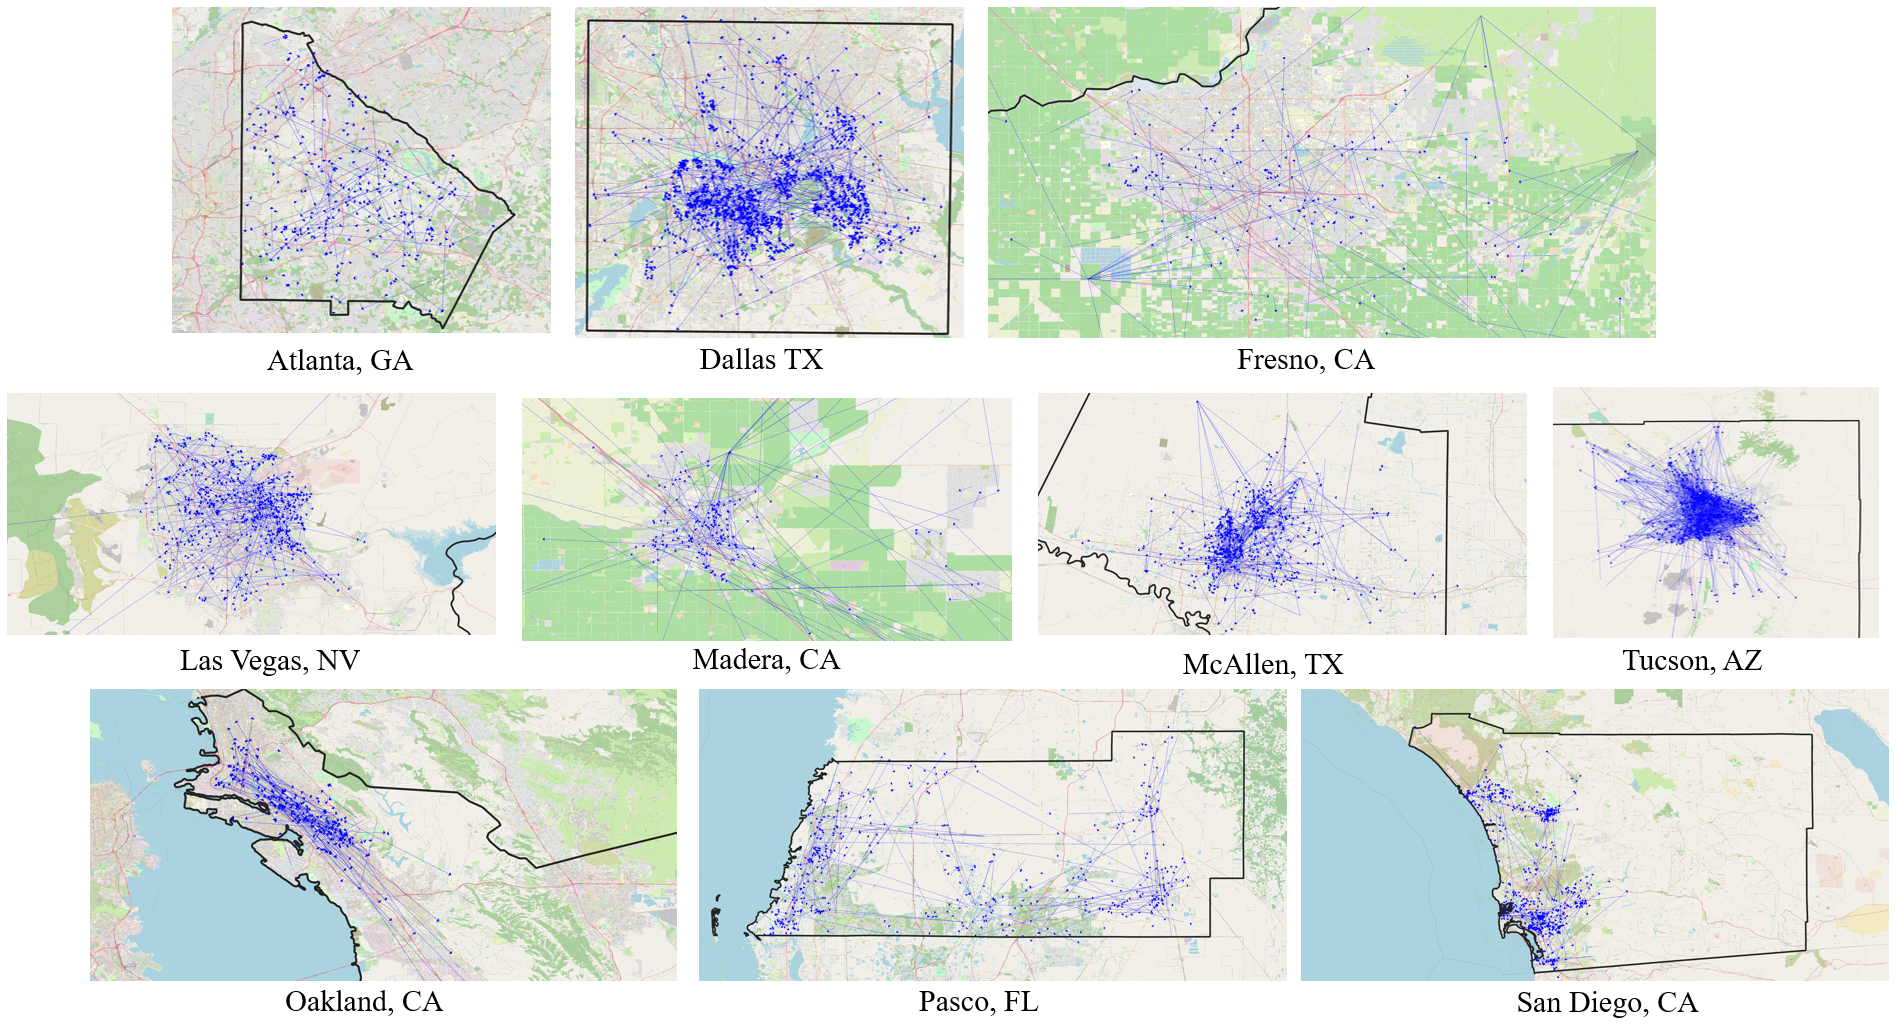 Atlanta, GA
Dallas TX
Fresno, CA
Las Vegas, NV
Madera, CA
McAllen, TX
Tucson, AZ
Oakland, CA
Pasco, FL
San Diego, CA